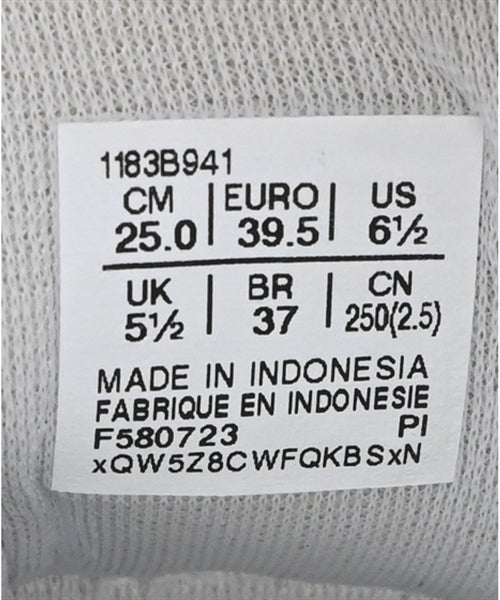 1183B941
CM | EURO | US
25.0 | 39.5 | 6½
UK | BR | CN
5½ | 37 | 250(2.5)
MADE IN INDONESIA
FABRIQUE EN INDONESIE
F580723 PI
xQW5Z8CWFQKBSxN